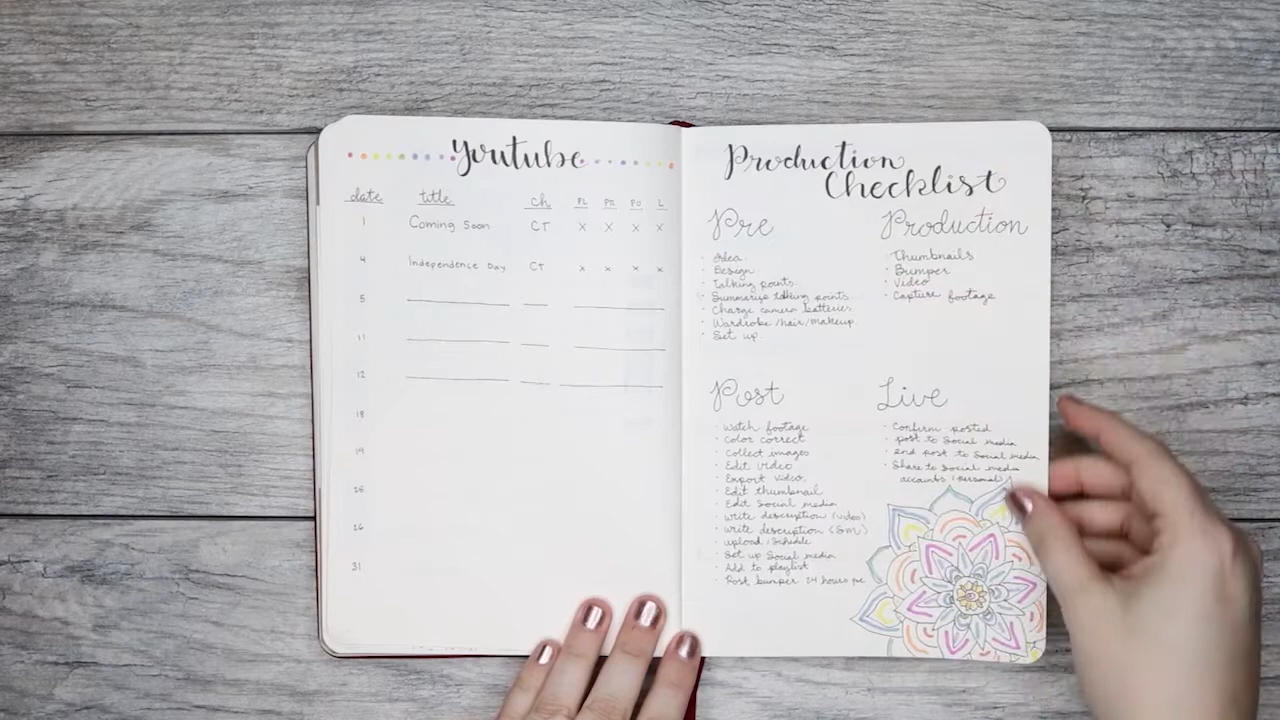 Youtube
date title Ch PL PR PO L
1 Coming Soon CT x x x x
4 Independence Day CT x x x x
5
11
12
18
19
25
26
31
Production
Checklist
Pre
· Idea
· Design
· Talking points
· Summarize talking points
· Charge camera batteries
· Wardrobe/hair/makeup
· Set up
Production
· Thumbnails
· Bumper
· Video
· Capture footage
Post
· Watch footage
· Color correct
· Collect images
· Edit video
· Export video
· Edit thumbnail
· Edit Social media
· write description (video)
· write description (SM)
· upload/Schedule
· Set up Social media
· Add to playlist
· Post bumper 24 hours
Live
· Confirm posted
· post to Social media
· 2nd post to Social media
· Share to Social media
accounts (personal)